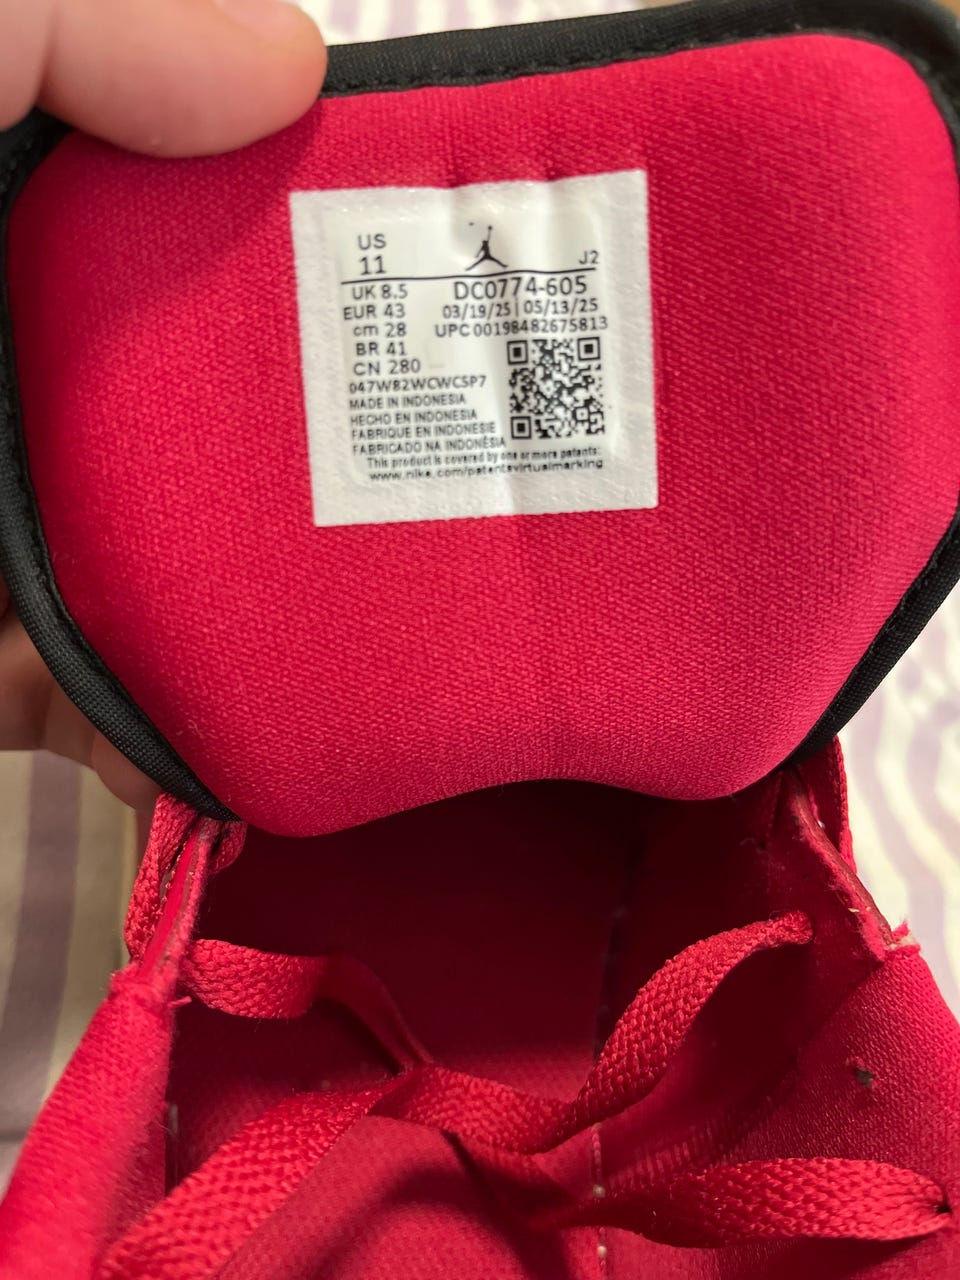 US
11
J2
UK 8.5
DC0774-605
EUR 43
03/19/25 | 05/13/25
cm 28
UPC 00198482675813
BR 41
CN 280
047W82WCWCSP7
MADE IN INDONESIA
HECHO EN INDONESIA
FABRIQUE EN INDONESIE
FABRICADO NA INDONÉSIA
This product is covered by one or more patents:
www.nike.com/patentsvirtualmarking